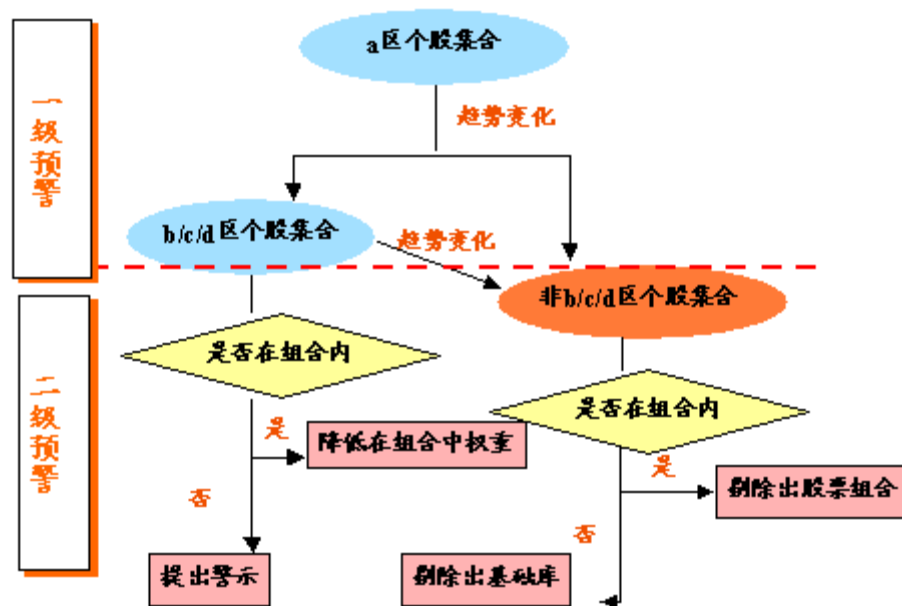 a区个股集合
一级预警
趋势变化
b/c/d区个股集合
趋势变化
非b/c/d区个股集合
二级预警
是否在组合内
是否在组合内
是
降低在组合中权重
是
剔除出股票组合
否
否
提出警示
剔除出基础库